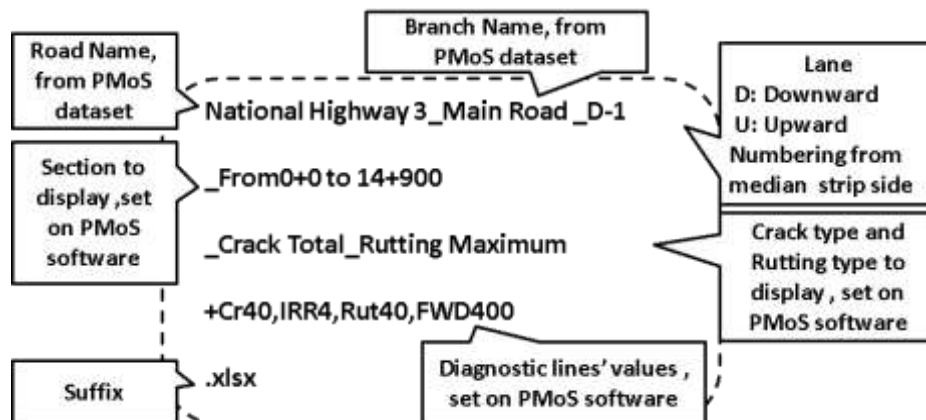 Branch Name, from
PMoS dataset
Road Name,
from PMoS
dataset
National Highway 3_Main Road _D-1
Lane
D: Downward
U: Upward
Numbering from
median strip side
Section to
display ,set
on PMoS
software
_From0+0 to 14+900
_Crack Total_Rutting Maximum
Crack type and
Rutting type to
display , set on
PMoS software
+Cr40,IRR4,Rut40,FWD400
Diagnostic lines' values ,
set on PMoS software
Suffix
.xlsx